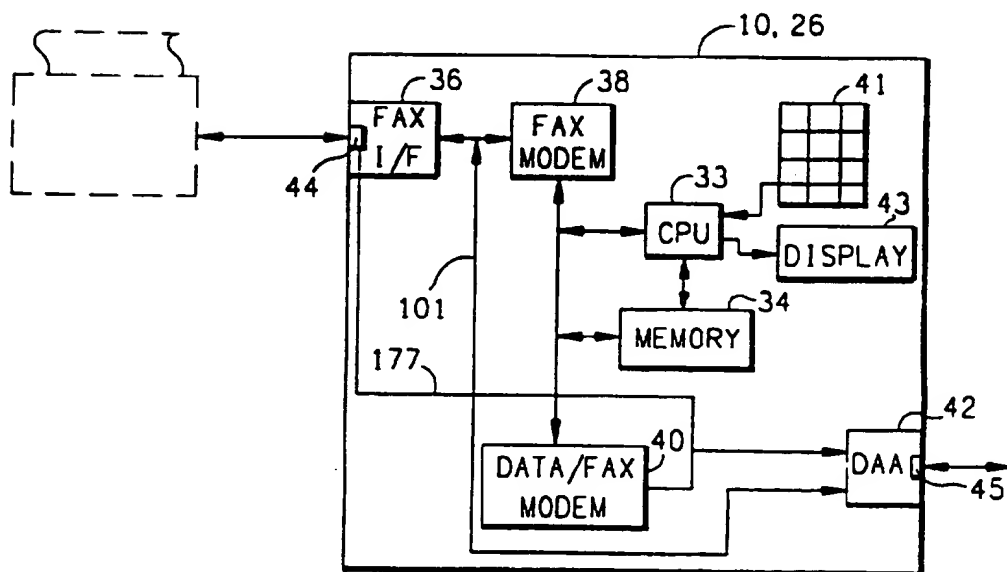 10, 26
36
38
41
FAX
I/F
FAX
MODEM
44
33
CPU
43
DISPLAY
101
34
MEMORY
177
42
DATA/FAX
MODEM
40
DAA
45